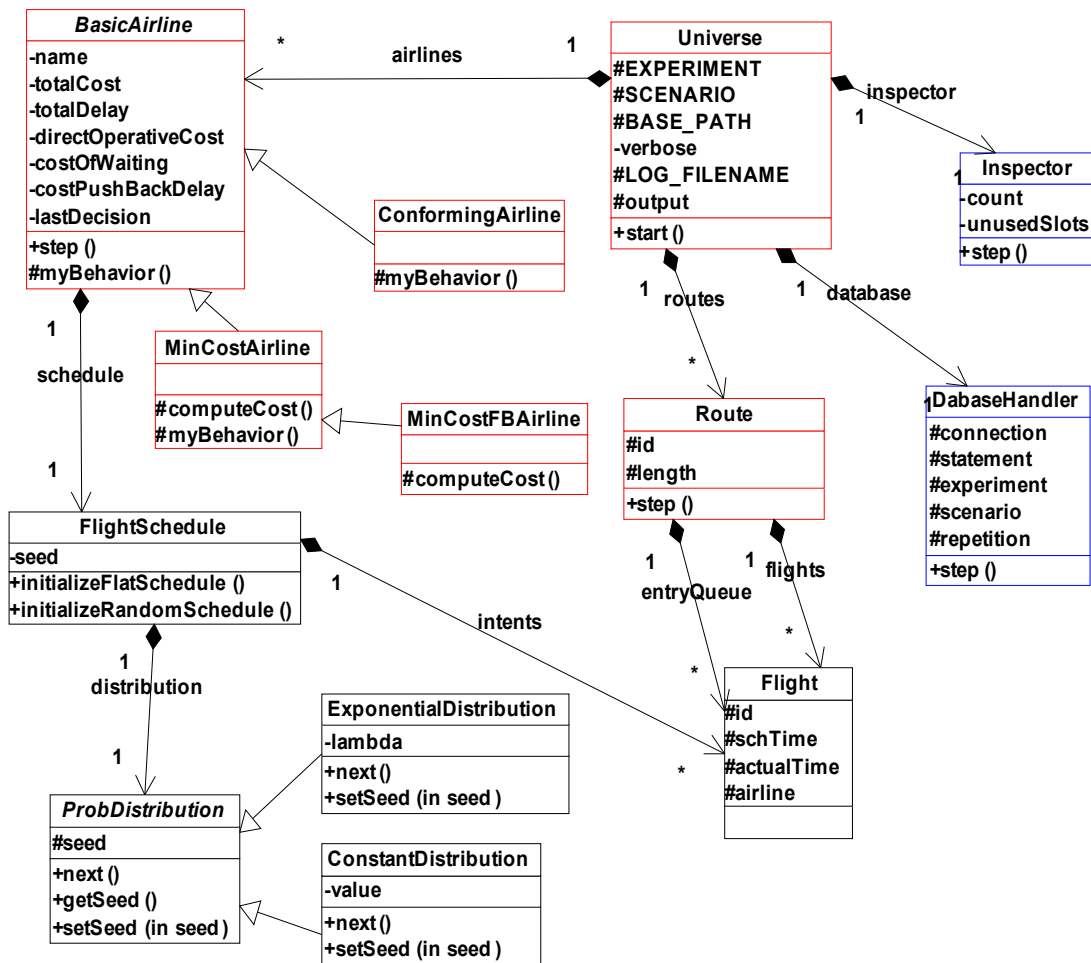 BasicAirline
-name
-totalCost
-totalDelay
-directOperativeCost
-costOfWaiting
-costPushBackDelay
-lastDecision
+step ()
#myBehavior ()
*
airlines
1
Universe
#EXPERIMENT
#SCENARIO
#BASE_PATH
-verbose
#LOG_FILENAME
#output
+start ()
inspector
1
1
Inspector
-count
-unusedSlots
+step ()
ConformingAirline
#myBehavior ()
1
schedule
1
MinCostAirline
#computeCost ()
#myBehavior ()
MinCostFBAirline
#computeCost ()
1
routes
*
1
database
1
DabaseHandler
#connection
#statement
#experiment
#scenario
#repetition
+step ()
Route
#id
#length
+step ()
1
entryQueue
*
1
flights
*
FlightSchedule
-seed
+initializeFlatSchedule ()
+initializeRandomSchedule ()
1
intents
*
1
distribution
1
Flight
#id
#schTime
#actualTime
#airline
ExponentialDistribution
-lambda
+next ()
+setSeed (in seed )
ProbDistribution
#seed
+next ()
+getSeed ()
+setSeed (in seed )
ConstantDistribution
-value
+next ()
+setSeed (in seed )